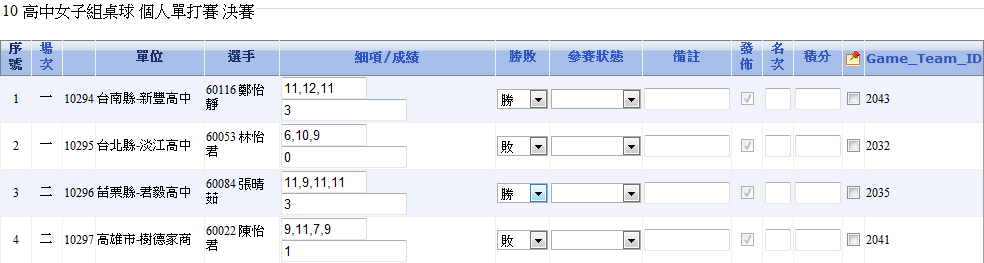 10 高中女子組桌球 個人單打賽 決賽
序號 場次 單位 選手 細項/成績 勝敗 參賽狀態 備註 發佈 名次 積分 Game_Team_ID
1 一 10294 台南縣-新豐高中 60116 鄭怡靜 11,12,11 3 勝 2043
2 一 10295 台北縣-淡江高中 60053 林怡君 6,10,9 0 敗 2032
3 二 10296 苗栗縣-君毅高中 60084 張晴茹 11,9,11,11 3 勝 2035
4 二 10297 高雄市-樹德家商 60022 陳怡君 9,11,7,9 1 敗 2041